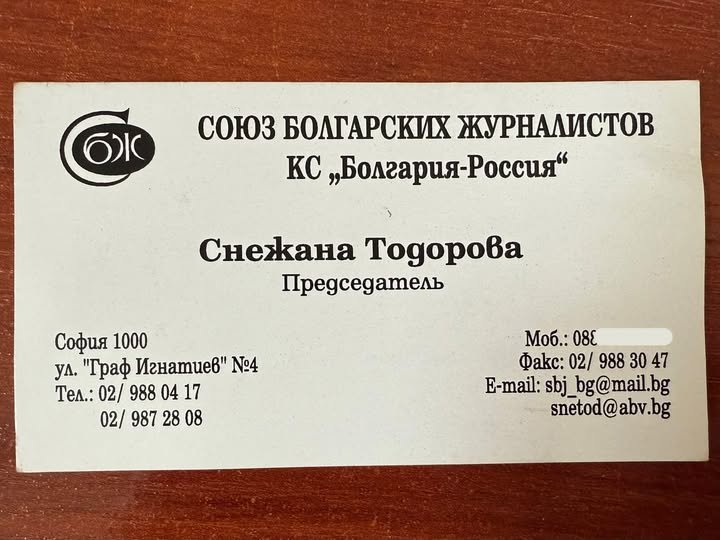 СБЖ
СОЮЗ БОЛГАРСКИХ ЖУРНАЛИСТОВ
КС „Болгария-Россия“
Снежана Тодорова
Председатель
София 1000
ул. "Граф Игнатиев" №4
Тел.: 02/ 988 04 17
02/ 987 28 08
Моб.: 088
Факс: 02/ 988 30 47
E-mail: sbj_bg@mail.bg
snetod@abv.bg